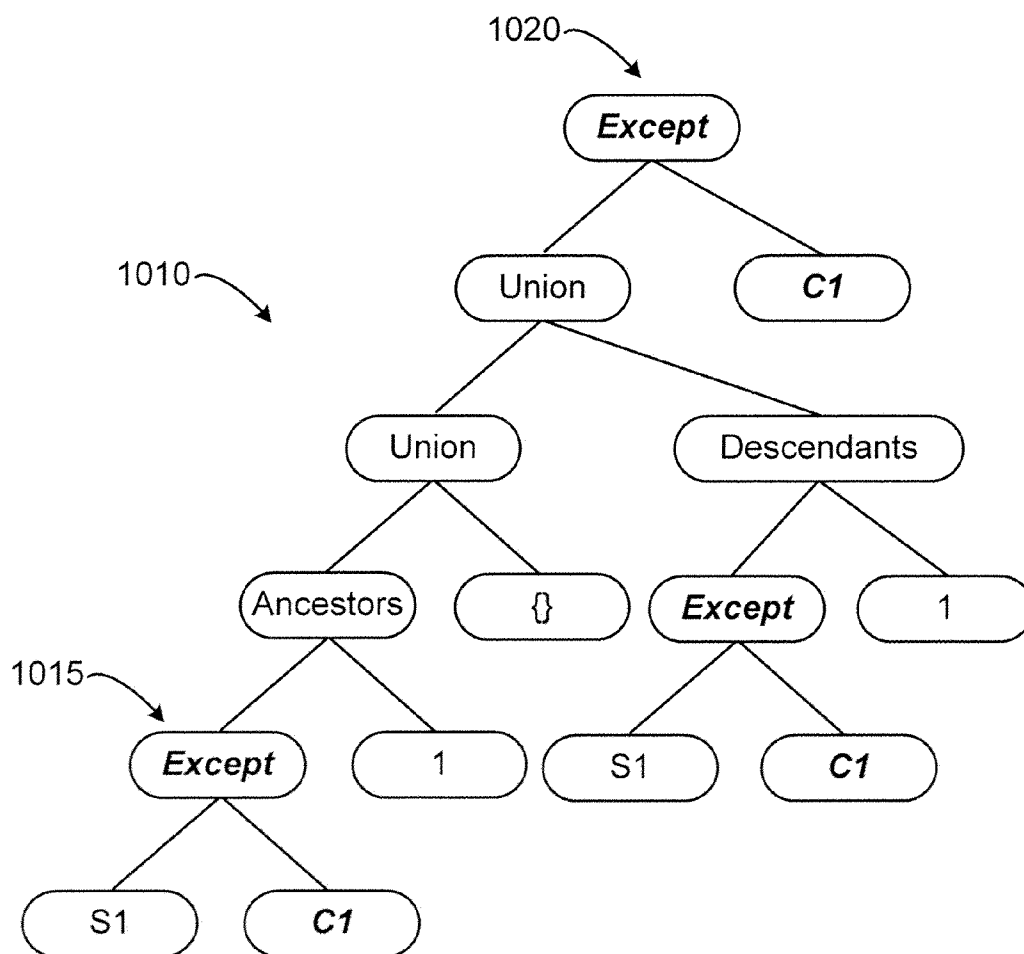 1020
Except
1010
Union
C1
Union
Descendants
Ancestors
{}
Except
1
1015
Except
1
S1
C1
S1
C1